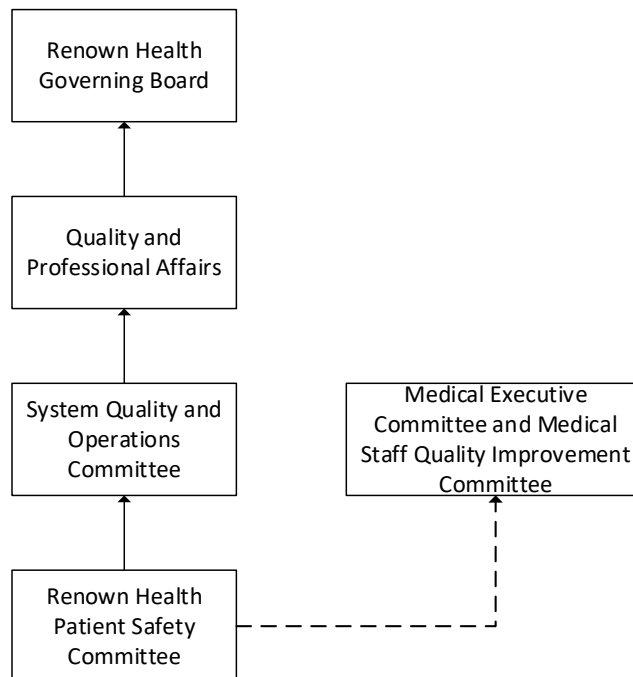 Renown Health
Governing Board
Quality and
Professional Affairs
System Quality and
Operations
Committee
Medical Executive
Committee and Medical
Staff Quality Improvement
Committee
Renown Health
Patient Safety
Committee